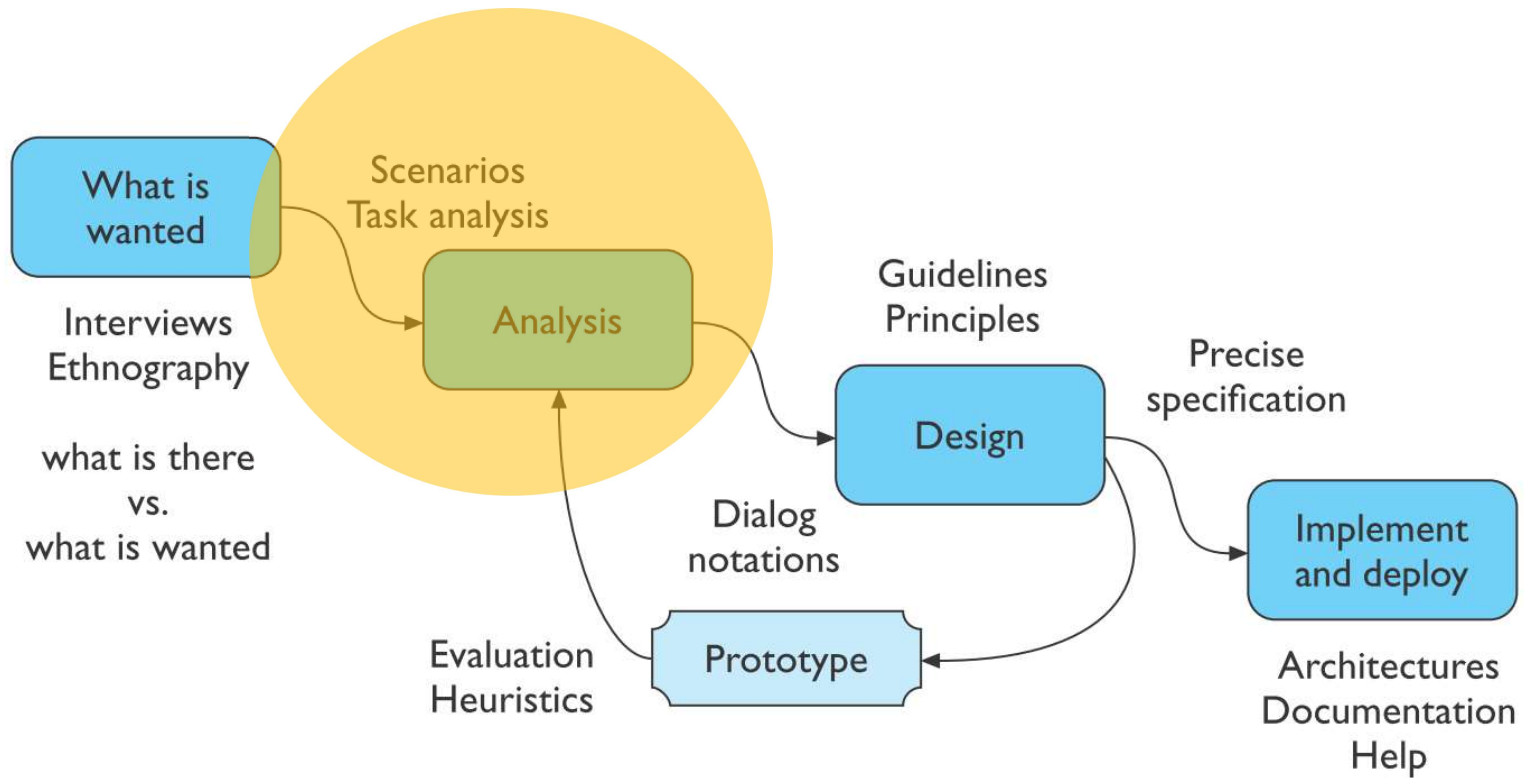 What is
wanted
Interviews
Ethnography
what is there
vs.
what is wanted
Scenarios
Task analysis
Analysis
Guidelines
Principles
Design
Precise
specification
Dialog
notations
Implement
and deploy
Prototype
Evaluation
Heuristics
Architectures
Documentation
Help